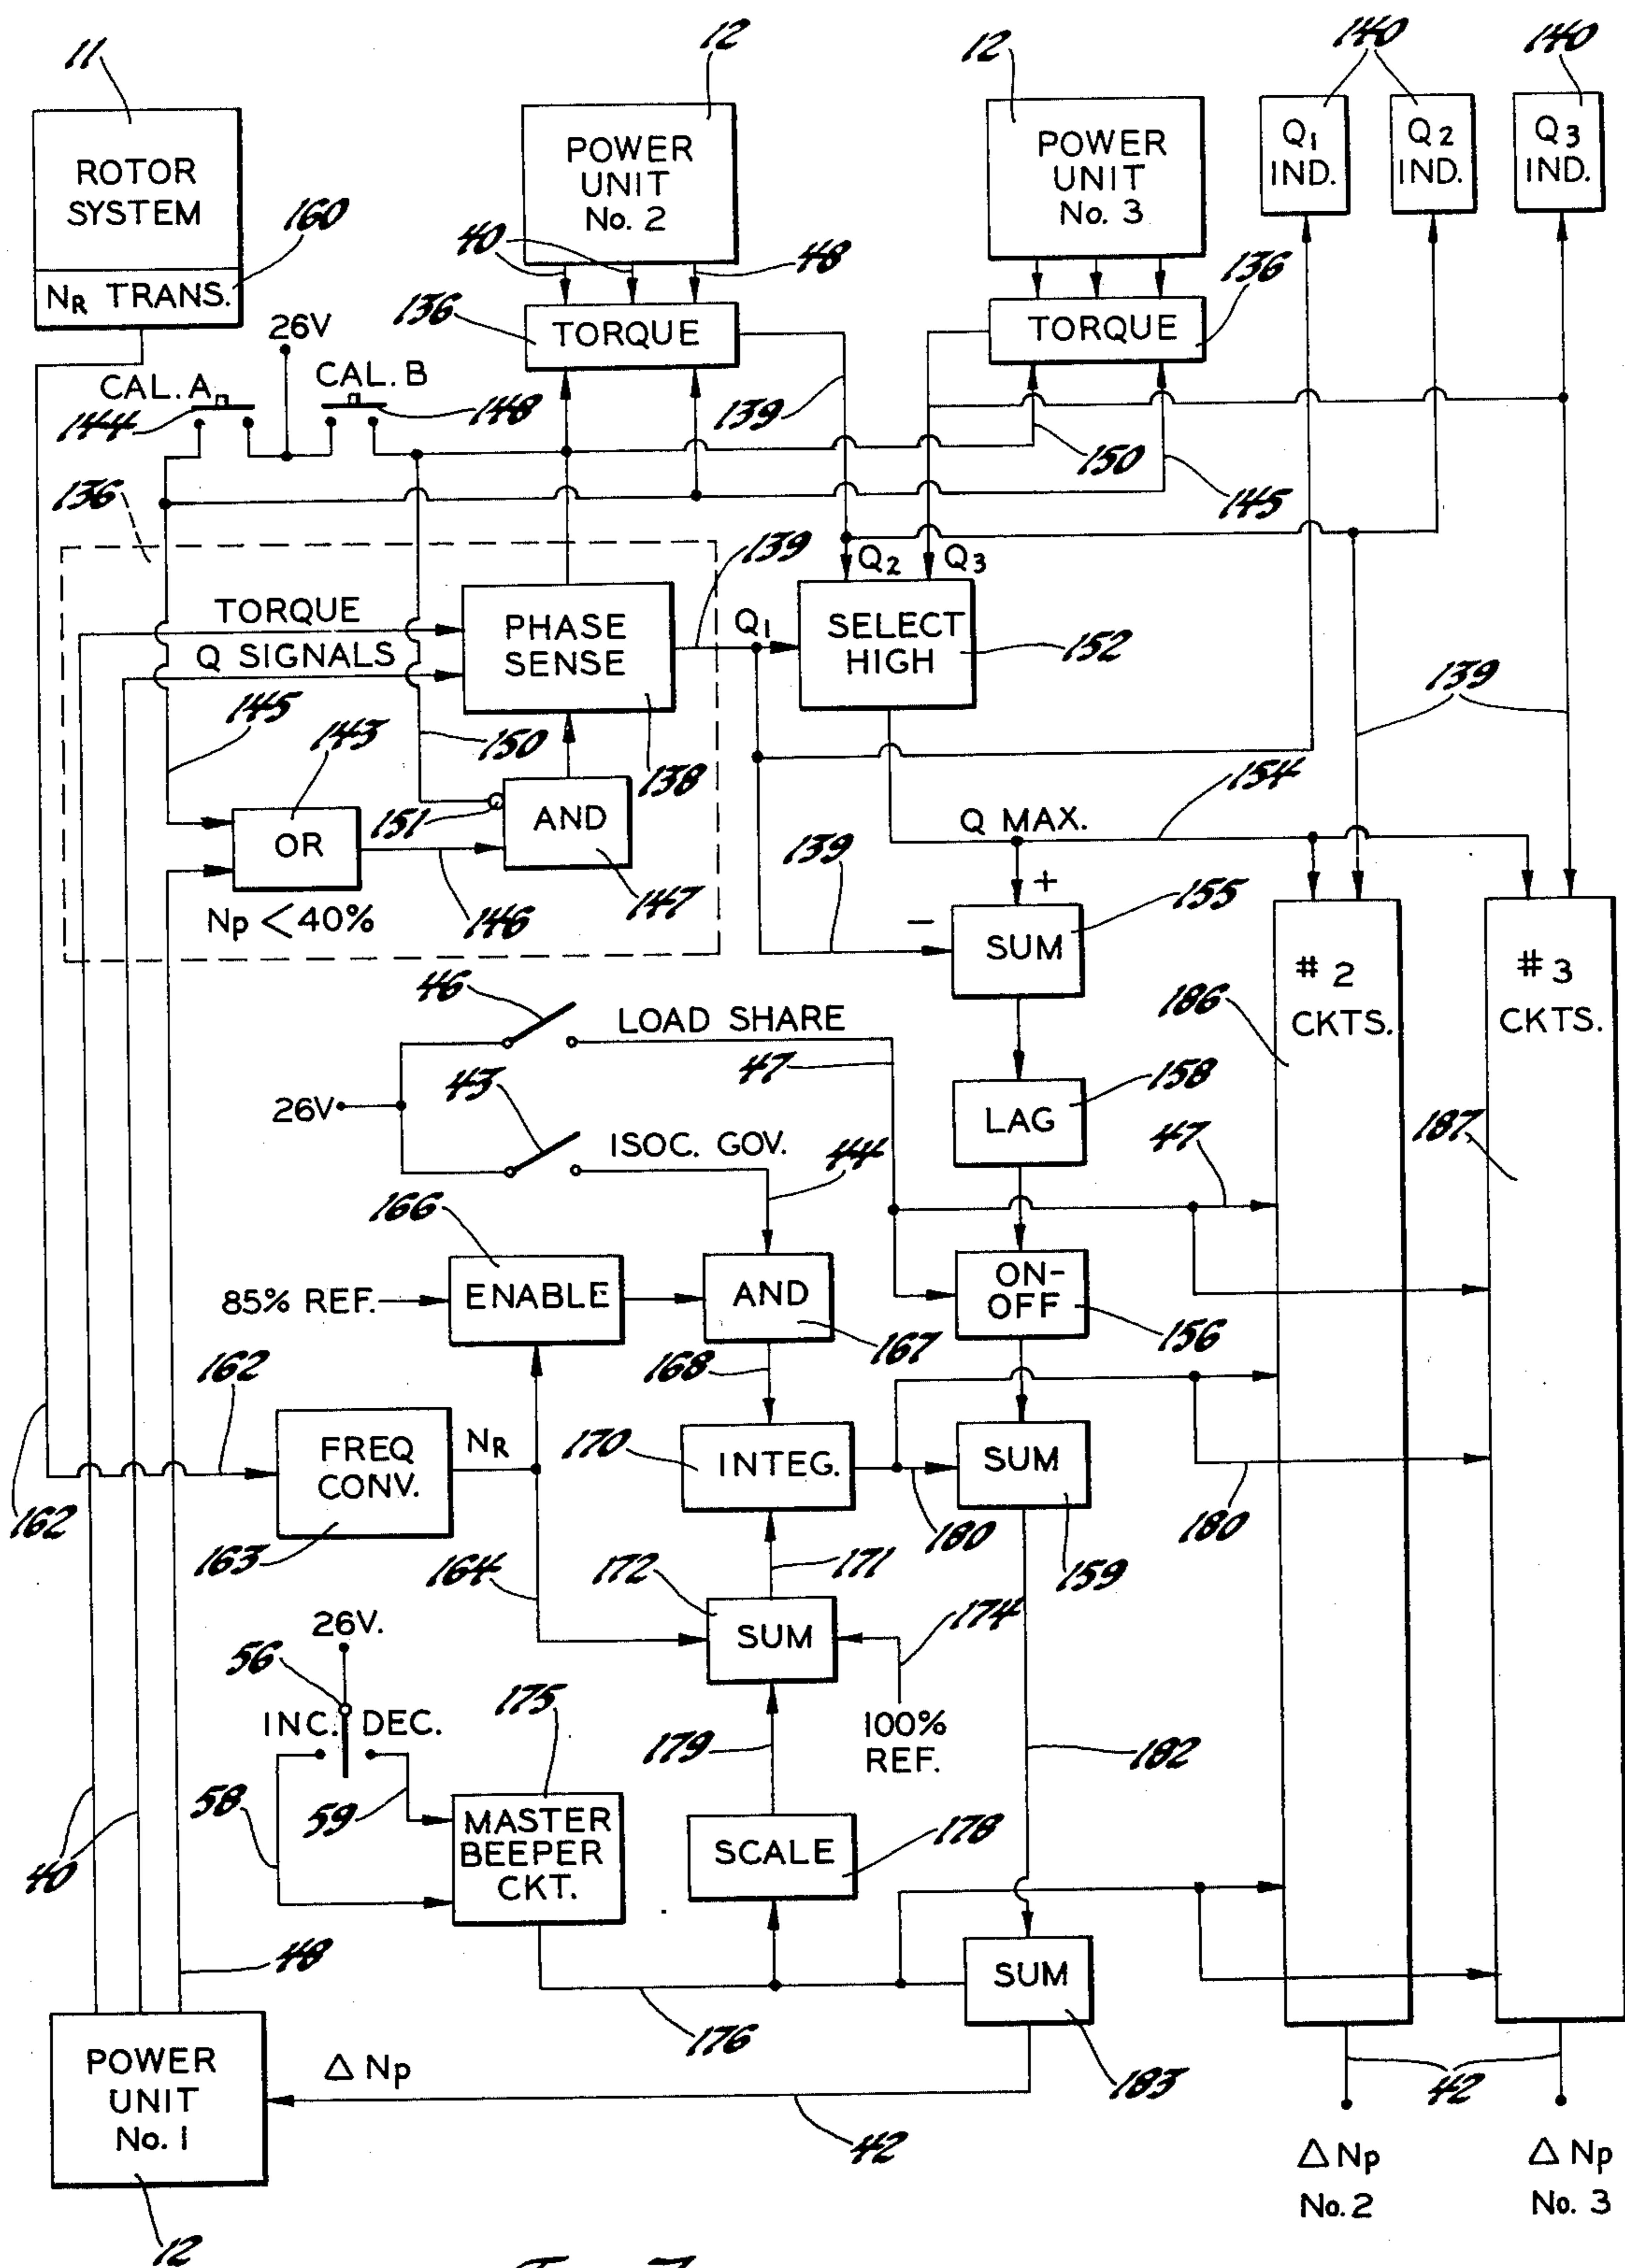 11
12
12
140
140
ROTOR
SYSTEM
NR TRANS.
160
POWER
UNIT
No. 2
40
48
POWER
UNIT
No. 3
Q1
IND.
Q2
IND.
Q3
IND.
136
TORQUE
TORQUE
136
26V
CAL. A
144
CAL. B
148
139
150
145
136
139
Q2
Q3
TORQUE
Q SIGNALS
PHASE
SENSE
Q1
SELECT
HIGH
152
139
145
143
150
138
154
OR
151
AND
Q MAX.
139
Np < 40%
146
147
+
-
155
SUM
46
LOAD SHARE
47
186
# 2
CKTS.
# 3
CKTS.
43
26V
158
LAG
ISOC. GOV.
44
47
187
166
85% REF.
ENABLE
AND
ON-
OFF
167
156
162
168
FREQ
CONV.
NR
170
INTEG.
SUM
162
163
180
180
164
172
171
159
SUM
174
26V.
56
INC.
DEC.
175
100%
REF.
179
182
58
59
MASTER
BEEPER
CKT.
SCALE
178
40
48
SUM
176
183
POWER
UNIT
No. 1
Δ Np
42
42
12
Δ Np
No. 2
Δ Np
No. 3